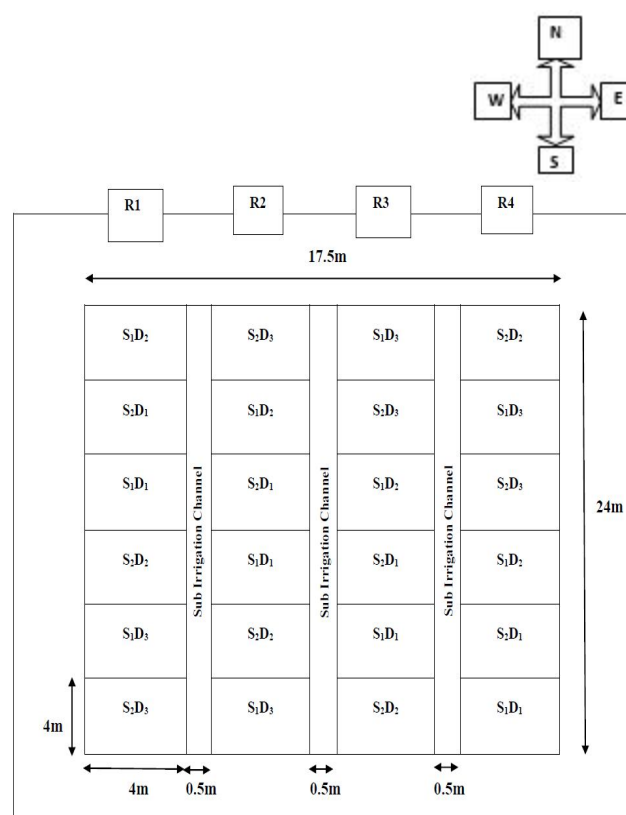 N
W E
S
R1 R2 R3 R4
17.5m
S₁D₂ S₂D₃ S₁D₃ S₂D₂
S₂D₁ S₁D₂ S₂D₃ S₁D₃
S₁D₁ S₂D₁ S₁D₂ S₂D₃
24m
S₂D₂ S₁D₁ S₂D₁ S₁D₂
S₁D₃ S₂D₂ S₁D₁ S₂D₁
S₂D₃ S₁D₃ S₂D₂ S₁D₁
Sub Irrigation Channel
Sub Irrigation Channel
Sub Irrigation Channel
4m
4m 0.5m 0.5m 0.5m